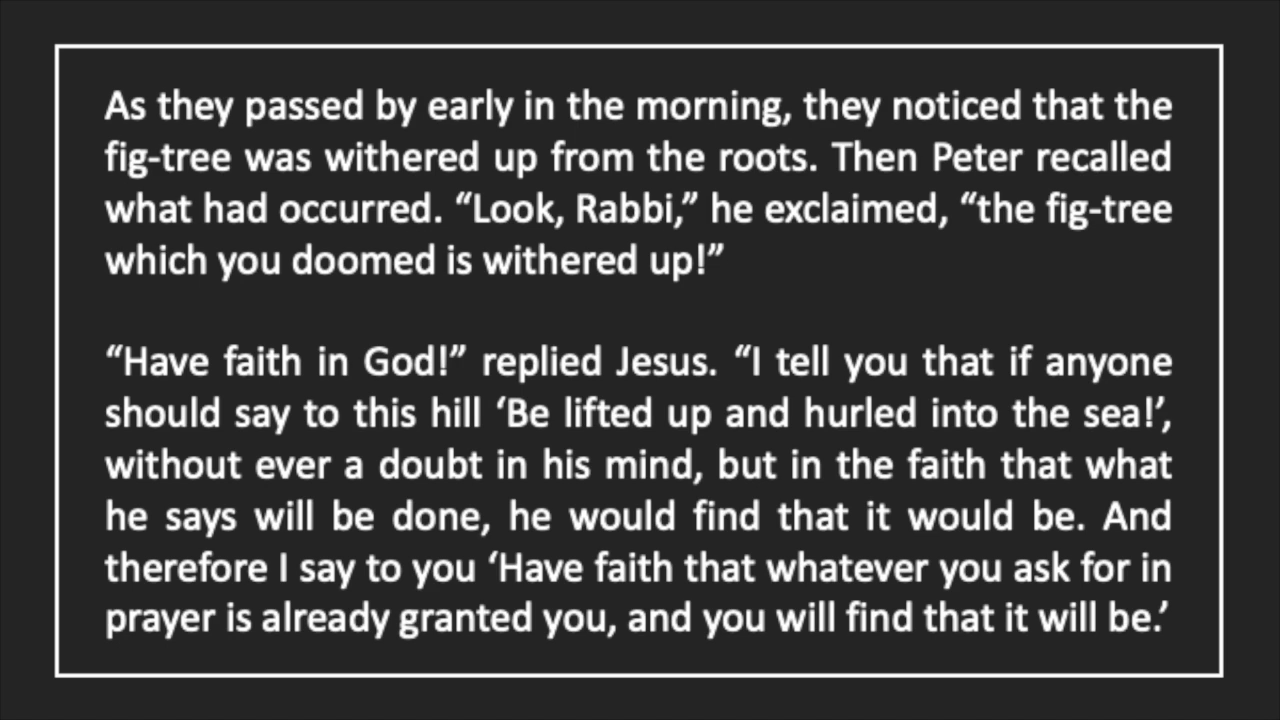 As they passed by early in the morning, they noticed that the
fig-tree was withered up from the roots. Then Peter recalled
what had occurred. “Look, Rabbi,” he exclaimed, “the fig-tree
which you doomed is withered up!”
“Have faith in God!” replied Jesus. “I tell you that if anyone
should say to this hill ‘Be lifted up and hurled into the sea!’,
without ever a doubt in his mind, but in the faith that what
he says will be done, he would find that it would be. And
therefore I say to you ‘Have faith that whatever you ask for in
prayer is already granted you, and you will find that it will be.’